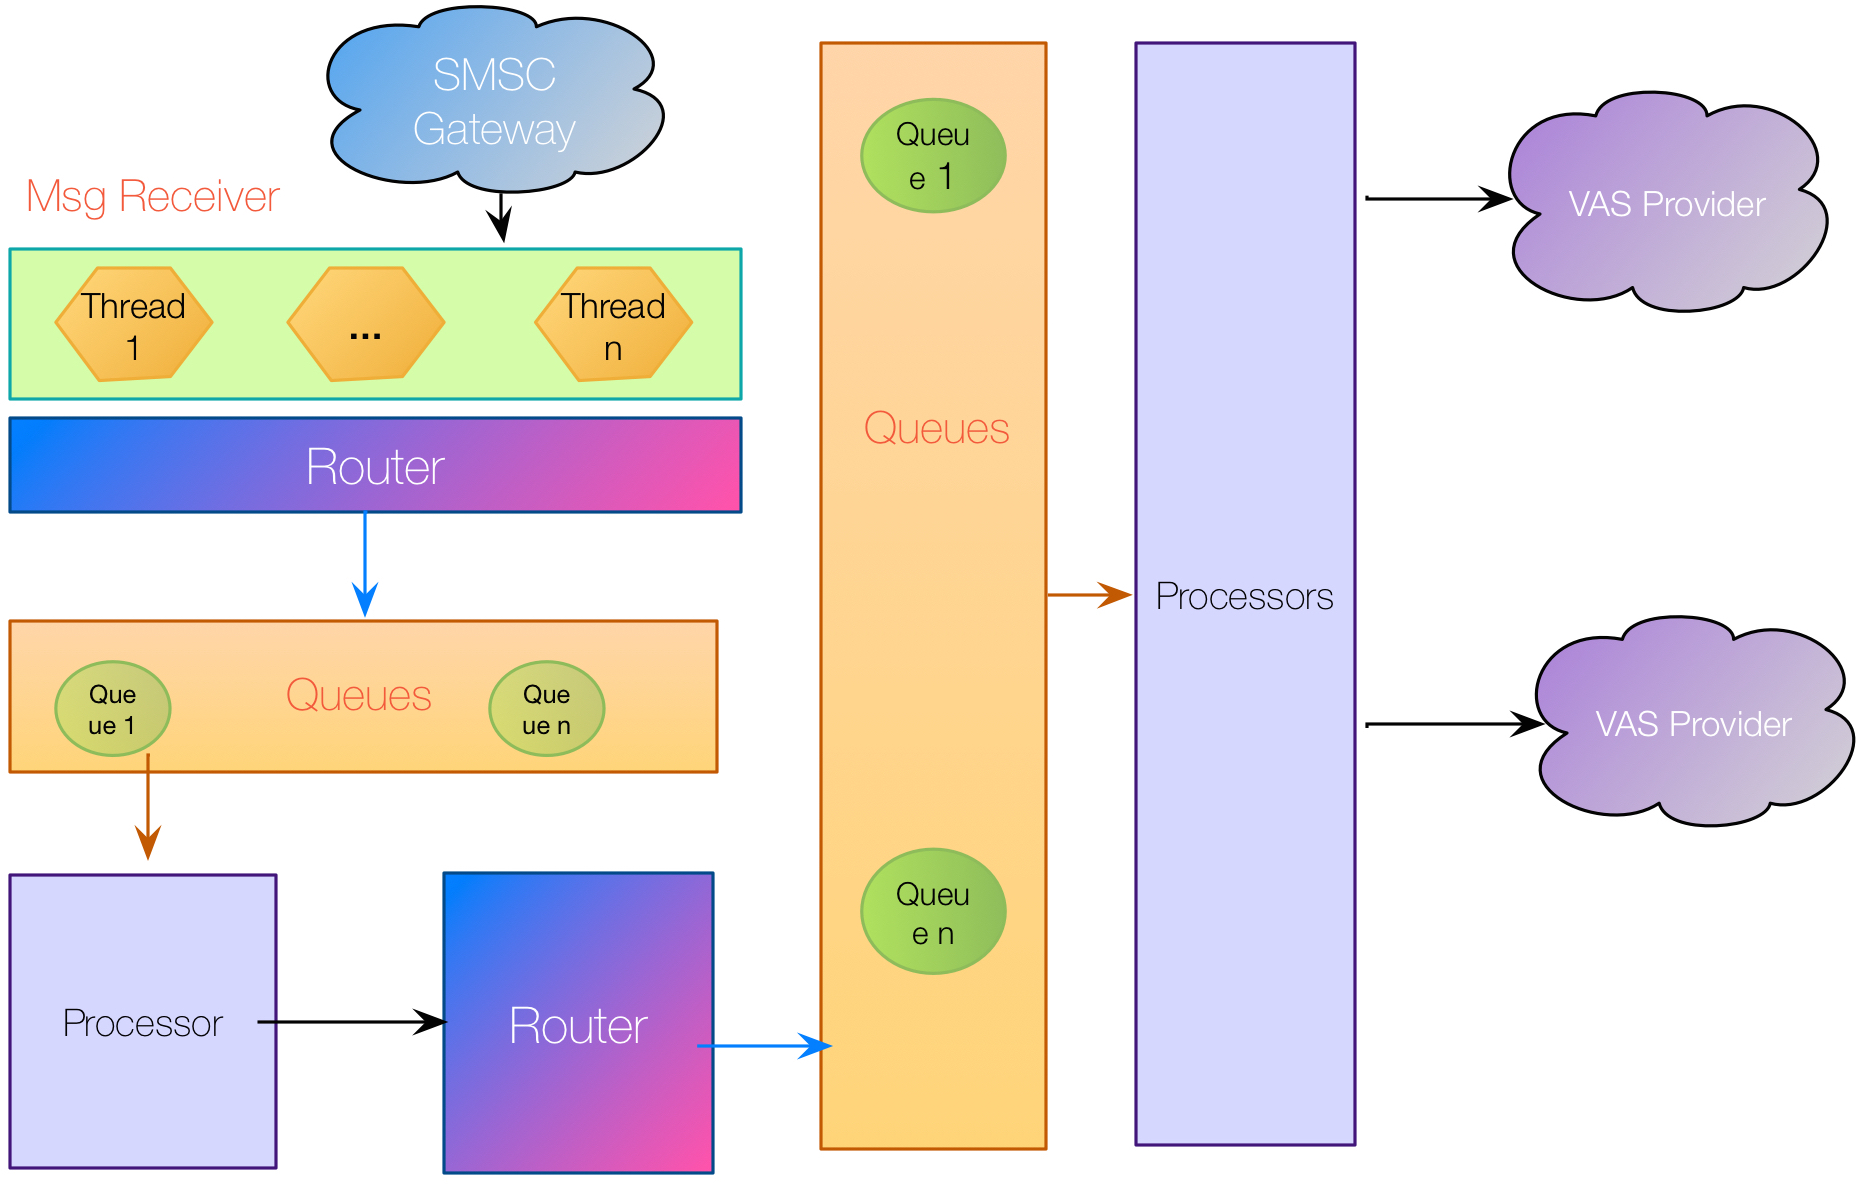 SMSC
Gateway
Msg Receiver
Thread
1
...
Thread
n
Router
Queues
Que
ue 1
Que
ue n
Processor
Router
Queu
e 1
Queues
Queu
e n
Processors
VAS Provider
VAS Provider